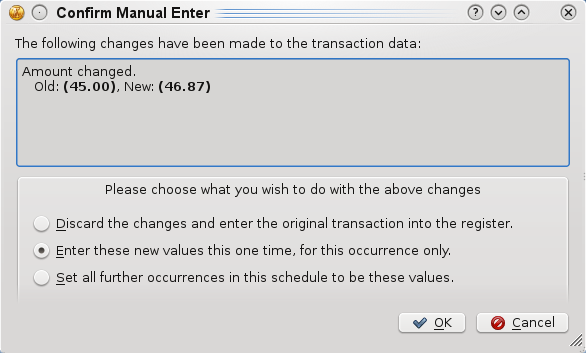 Confirm Manual Enter
The following changes have been made to the transaction data:
Amount changed.
Old: (45.00), New: (46.87)
Please choose what you wish to do with the above changes
Discard the changes and enter the original transaction into the register.
Enter these new values this one time, for this occurrence only.
Set all further occurrences in this schedule to be these values.
OK Cancel